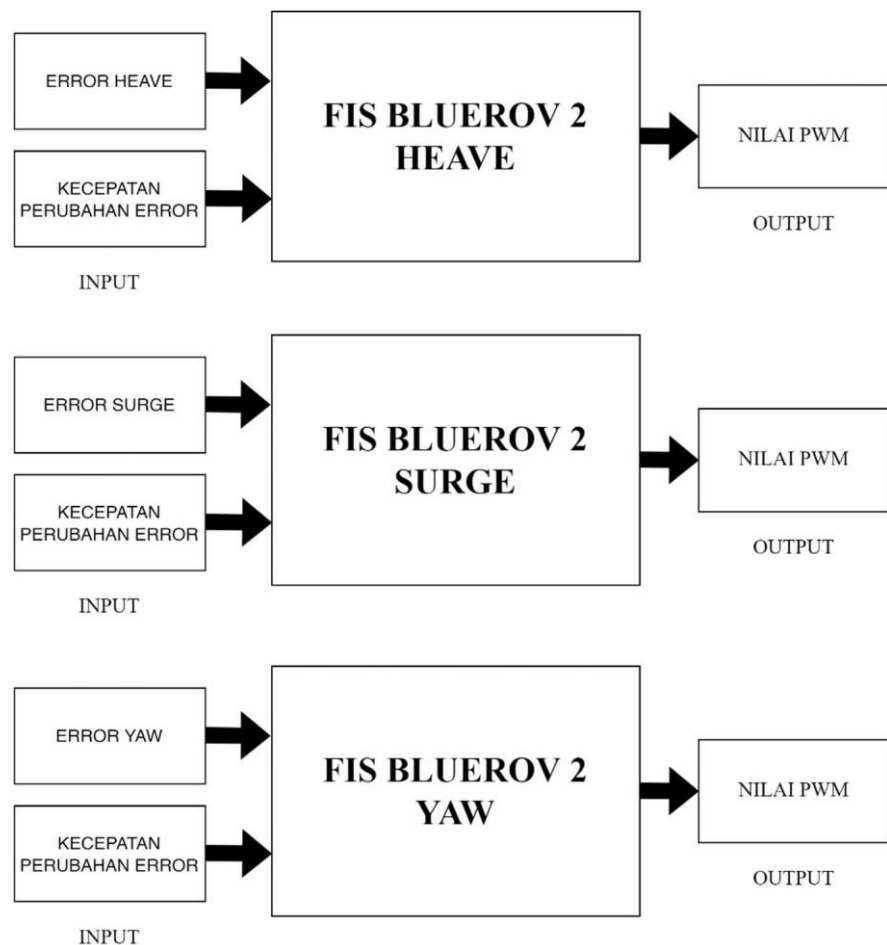 ERROR HEAVE
KECEPATAN
PERUBAHAN ERROR
INPUT
FIS BLUEROV 2
HEAVE
NILAI PWM
OUTPUT
ERROR SURGE
KECEPATAN
PERUBAHAN ERROR
INPUT
FIS BLUEROV 2
SURGE
NILAI PWM
OUTPUT
ERROR YAW
KECEPATAN
PERUBAHAN ERROR
INPUT
FIS BLUEROV 2
YAW
NILAI PWM
OUTPUT